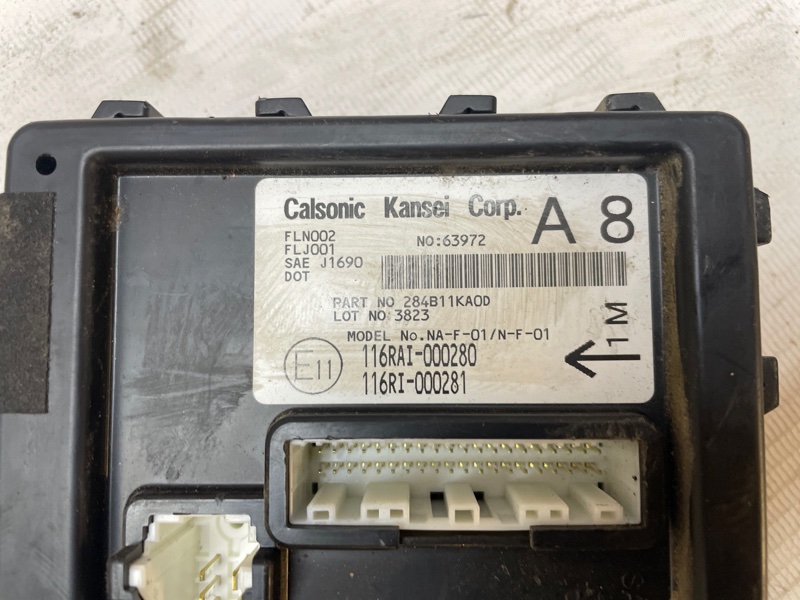 Calsonic Kansei Corp. A 8
FLN002 NO:63972
FLJ001
SAE J1690
DOT
PART NO 284B11KA0D
LOT NO:3823
MODEL No.NA-F-01/N-F-01
E11 116RAI-000280
116RI-000281
1 M